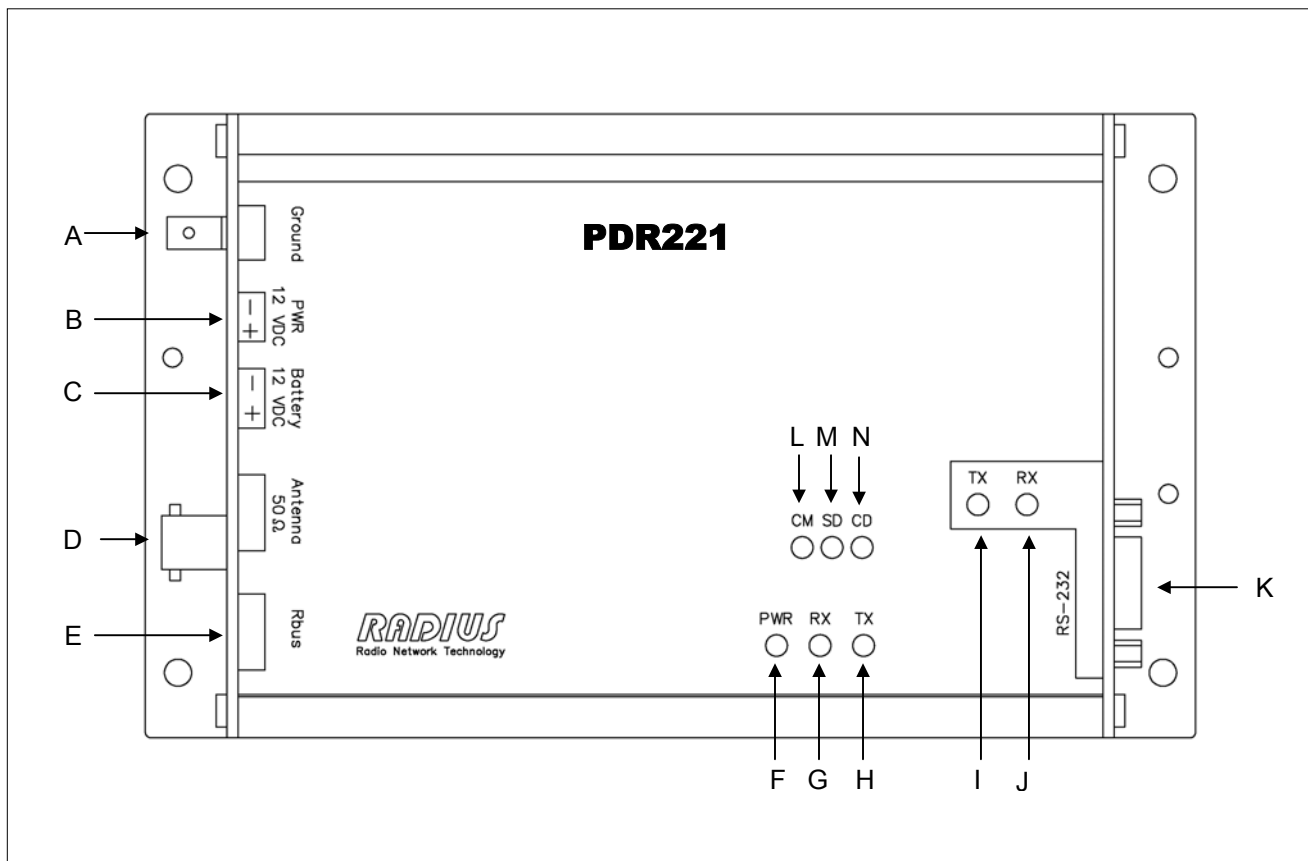 PDR221
A
Ground
B
PWR
12 VDC
- +
C
Battery
12 VDC
- +
D
Antenna
50 Ω
E
Rbus
RADIUS
Radio Network Technology
L M N
CM SD CD
PWR RX TX
F G H
TX RX
I J
RS-232
K